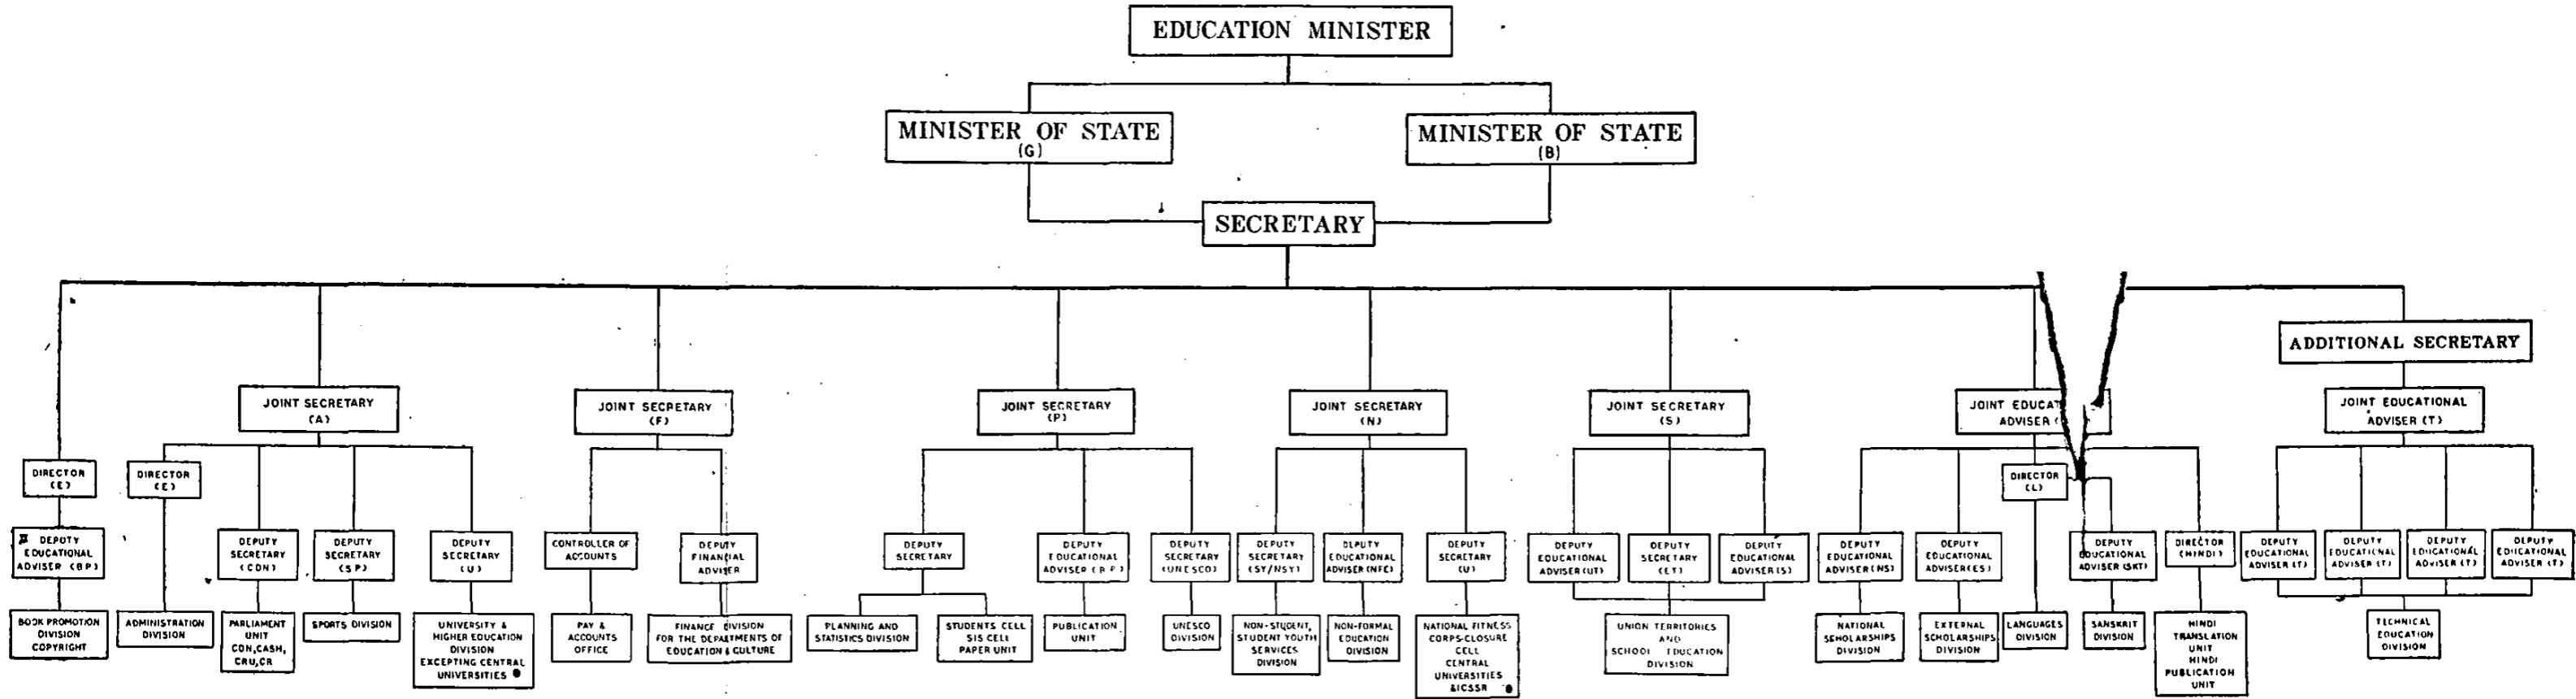 EDUCATION MINISTER
MINISTER OF STATE
(G)
MINISTER OF STATE
(B)
SECRETARY
ADDITIONAL SECRETARY
JOINT SECRETARY
(A)
JOINT SECRETARY
(F)
JOINT SECRETARY
(P)
JOINT SECRETARY
(N)
JOINT SECRETARY
(S)
JOINT
ADVISER
JOINT EDUCATIONAL
ADVISER (T)
DIRECTOR
(E)
DIRECTOR
(E)
DIRECTOR
(L)
DEPUTY
EDUCATIONAL
ADVISER (BP)
DEPUTY
SECRETARY
(CDN)
DEPUTY
SECRETARY
(SP)
DEPUTY
SECRETARY
(U)
CONTROLLER OF
ACCOUNTS
DEPUTY
FINANCIAL
ADVISER
DEPUTY
SECRETARY
DEPUTY
EDUCATIONAL
ADVISER (BP)
DEPUTY
SECRETARY
(UNESCO)
DEPUTY
SECRETARY
(SY/NSY)
DEPUTY
EDUCATIONAL
ADVISER (NFE)
DEPUTY
SECRETARY
(U)
DEPUTY
EDUCATIONAL
ADVISER (UT)
DEPUTY
SECRETARY
(ET)
DEPUTY
EDUCATIONAL
ADVISER (S)
DEPUTY
EDUCATIONAL
ADVISER (NS)
DEPUTY
EDUCATIONAL
ADVISER (ES)
DEPUTY
EDUCATIONAL
ADVISER (SKT)
DIRECTOR
(HINDI)
DEPUTY
EDUCATIONAL
ADVISER (T)
DEPUTY
EDUCATIONAL
ADVISER (T)
DEPUTY
EDUCATIONAL
ADVISER (T)
DEPUTY
EDUCATIONAL
ADVISER (T)
BOOK PROMOTION
DIVISION
COPYRIGHT
ADMINISTRATION
DIVISION
PARLIAMENT
UNIT
CDN, CASH,
CRU, CR
SPORTS DIVISION
UNIVERSITY &
HIGHER EDUCATION
DIVISION
EXCEPTING CENTRAL
UNIVERSITIES
PAY &
ACCOUNTS
OFFICE
FINANCE DIVISION
FOR THE DEPARTMENTS OF
EDUCATION & CULTURE
PLANNING AND
STATISTICS DIVISION
STUDENTS CELL
SIS CELL
PAPER UNIT
PUBLICATION
UNIT
UNESCO
DIVISION
NON-STUDENT,
STUDENT YOUTH
SERVICES
DIVISION
NON-FORMAL
EDUCATION
DIVISION
NATIONAL FITNESS
CORPS-CLOSURE
CELL
CENTRAL
UNIVERSITIES
&ICSSR
UNION TERRITORIES
AND
SCHOOL EDUCATION
DIVISION
NATIONAL
SCHOLARSHIPS
DIVISION
EXTERNAL
SCHOLARSHIPS
DIVISION
LANGUAGES
DIVISION
SANSKRIT
DIVISION
HINDI
TRANSLATION
UNIT
HINDI
PUBLICATION
UNIT
TECHNICAL
EDUCATION
DIVISION